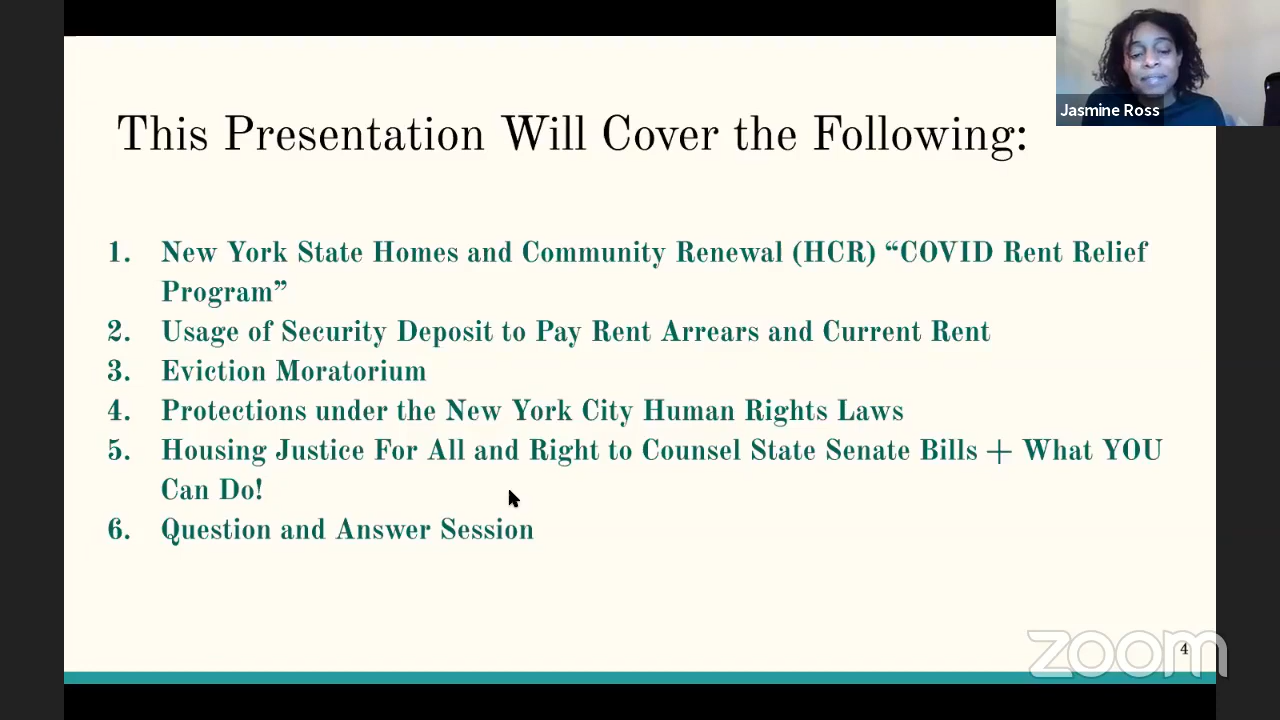 Jasmine Ross
This Presentation Will Cover the Following:
1. New York State Homes and Community Renewal (HCR) “COVID Rent Relief
Program”
2. Usage of Security Deposit to Pay Rent Arrears and Current Rent
3. Eviction Moratorium
4. Protections under the New York City Human Rights Laws
5. Housing Justice For All and Right to Counsel State Senate Bills + What YOU
Can Do!
6. Question and Answer Session
zoom
4